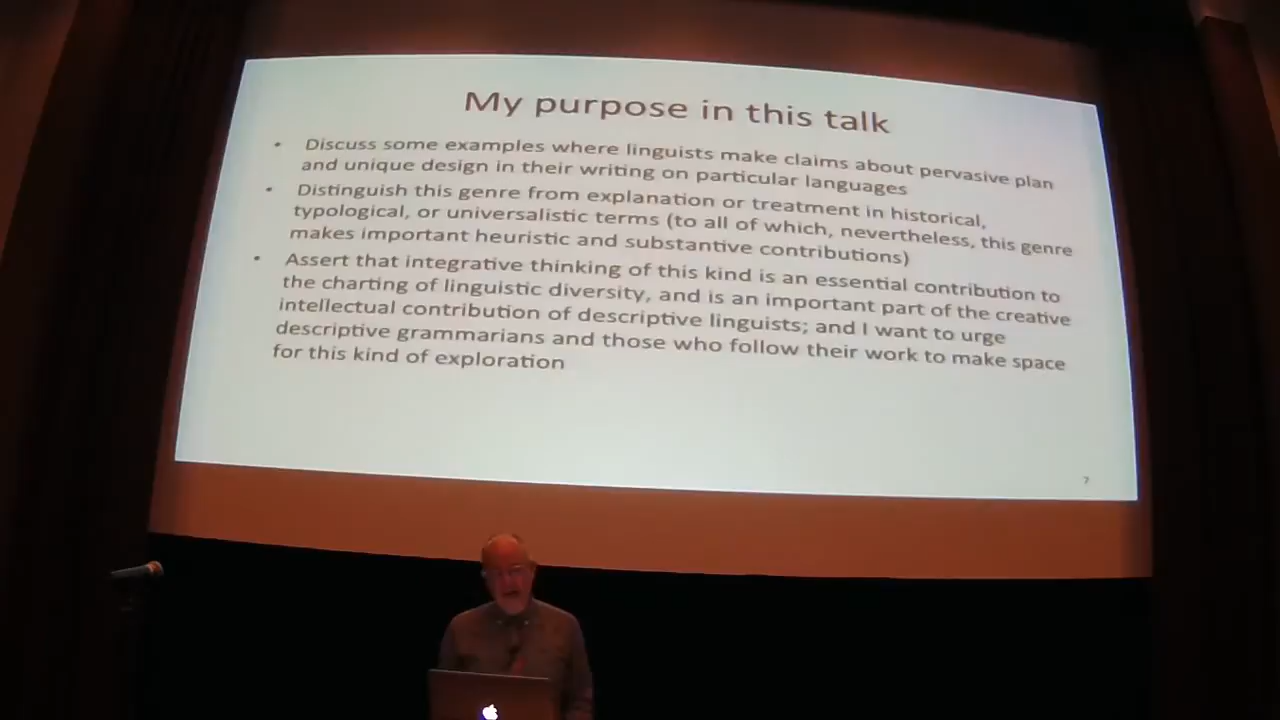 My purpose in this talk
• Discuss some examples where linguists make claims about pervasive plan
and unique design in their writing on particular languages
• Distinguish this genre from explanation or treatment in historical,
typological, or universalistic terms (to all of which, nevertheless, this genre
makes important heuristic and substantive contributions)
• Assert that integrative thinking of this kind is an essential contribution to
the charting of linguistic diversity, and is an important part of the creative
intellectual contribution of descriptive linguists; and I want to urge
descriptive grammarians and those who follow their work to make space
for this kind of exploration
7